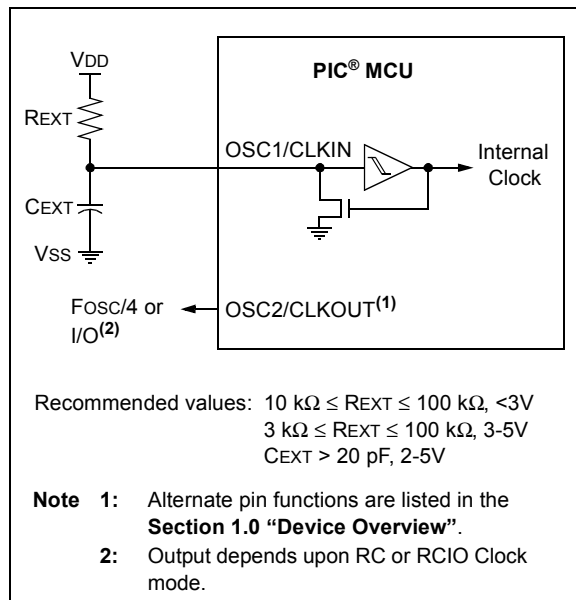 VDD
PIC® MCU
REXT
OSC1/CLKIN
Internal
Clock
CEXT
VSS
FOSC/4 or
I/O(2)
OSC2/CLKOUT(1)
Recommended values: 10 kΩ ≤ REXT ≤ 100 kΩ, <3V
3 kΩ ≤ REXT ≤ 100 kΩ, 3-5V
CEXT > 20 pF, 2-5V
Note 1: Alternate pin functions are listed in the
Section 1.0 “Device Overview”.
2: Output depends upon RC or RCIO Clock
mode.